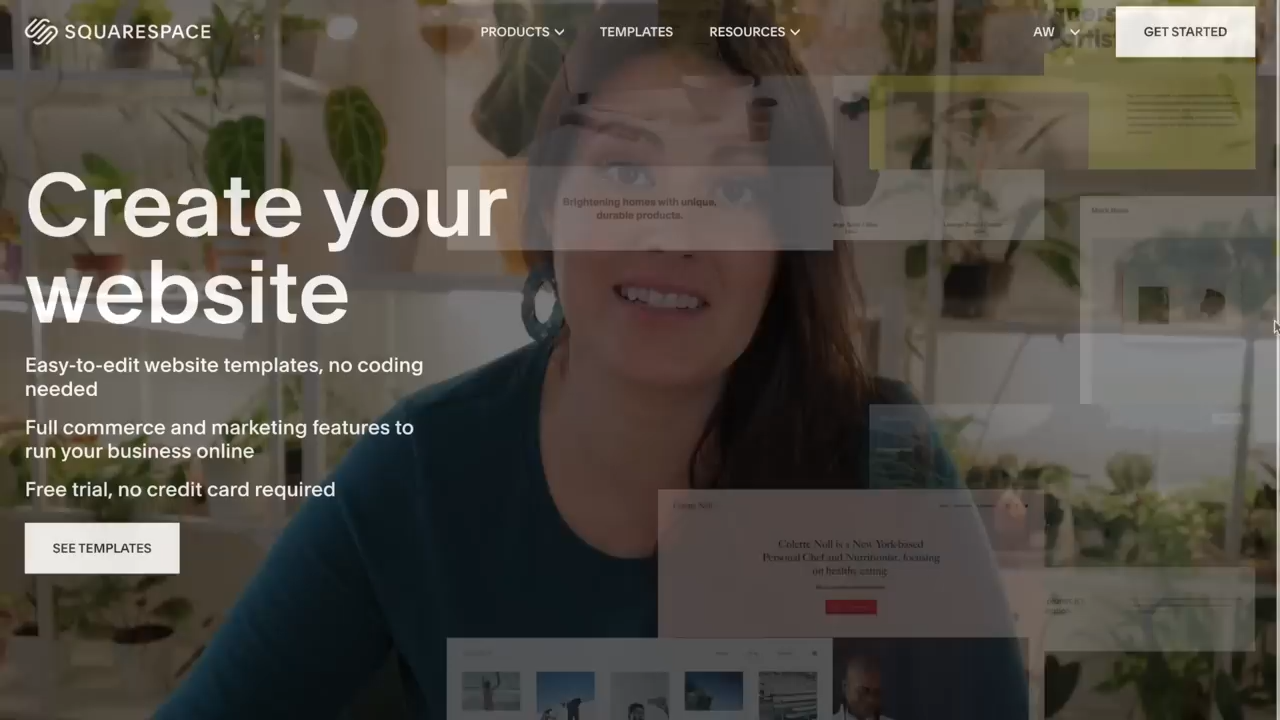 SQUARESPACE
PRODUCTS
TEMPLATES
RESOURCES
AW
GET STARTED
Create your
website
Easy-to-edit website templates, no coding
needed
Full commerce and marketing features to
run your business online
Free trial, no credit card required
SEE TEMPLATES
Brightening homes with unique,
durable products.
Colette Noll is a New York-based
Personal Chef and Nutritionist, focusing
on healthy eating.